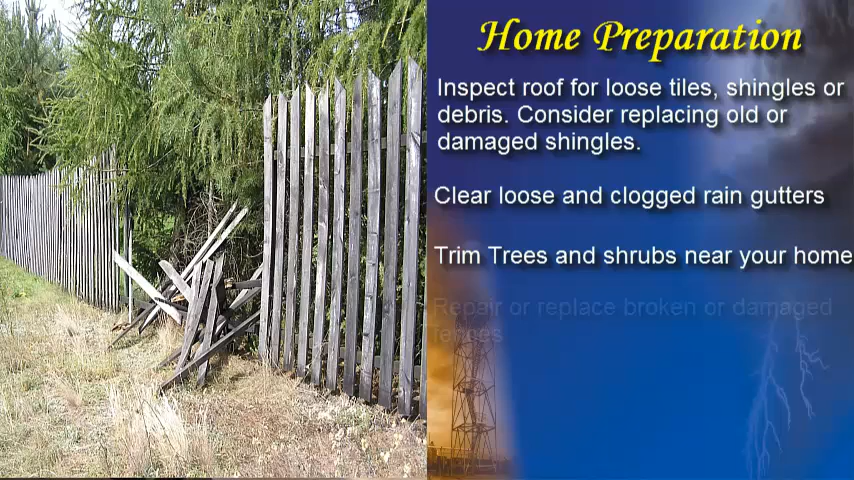 Home Preparation
Inspect roof for loose tiles, shingles or
debris. Consider replacing old or
damaged shingles.
Clear loose and clogged rain gutters
Trim Trees and shrubs near your home
Repair or replace broken or damaged
fences